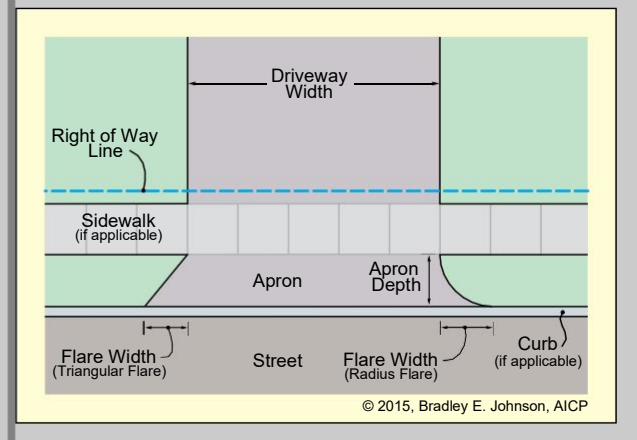 Driveway
Width
Right of Way
Line
Sidewalk
(if applicable)
Apron
Apron
Depth
Flare Width
(Triangular Flare)
Street
Flare Width
(Radius Flare)
Curb
(if applicable)
© 2015, Bradley E. Johnson, AICP